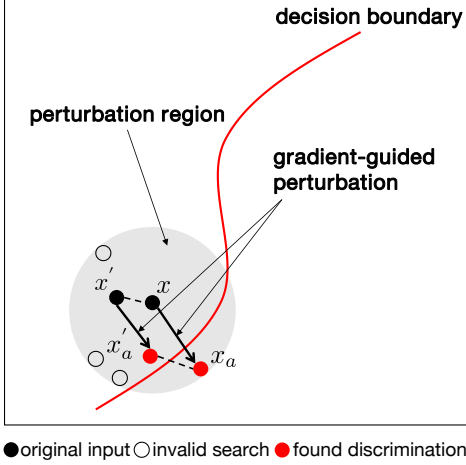 decision boundary
perturbation region
gradient-guided
perturbation
x′ x
x′ₐ xₐ
original input invalid search found discrimination